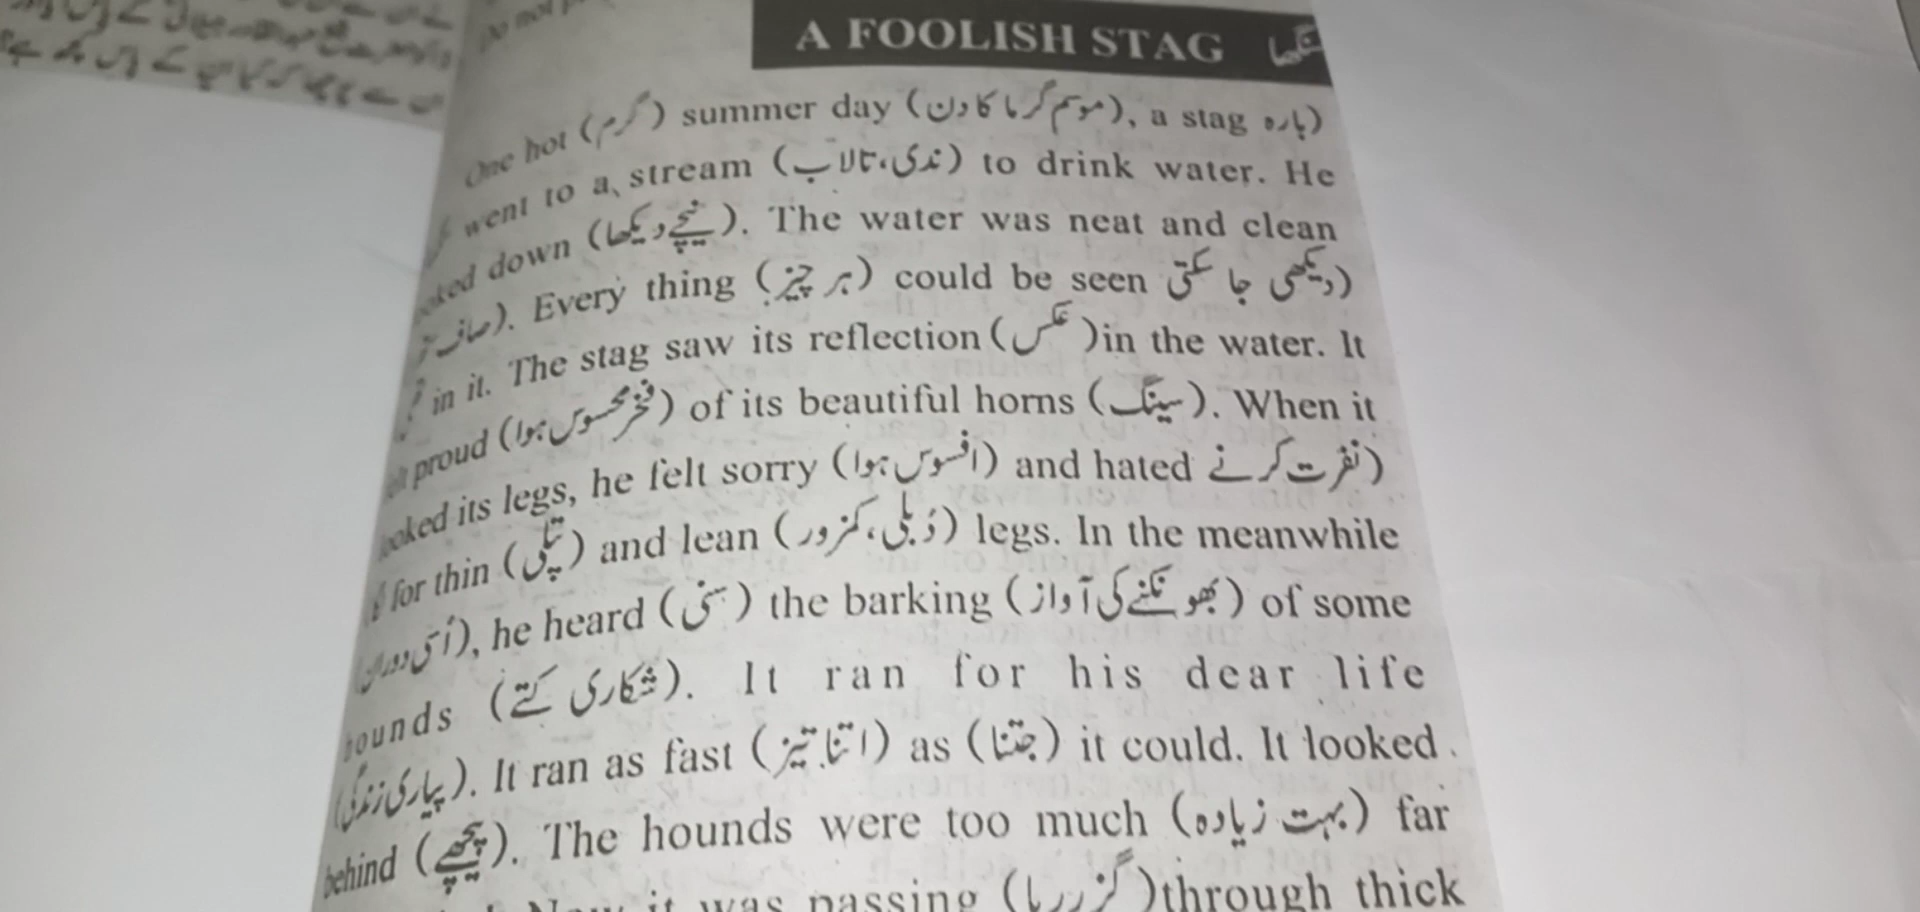 A FOOLISH STAG
One hot (گرم) summer day (موسم گرما کا دن), a stag (بارہ
went to a stream (ندی، تالاب) to drink water. He
down (نیچے دیکھا). The water was neat and clean
(صاف). Every thing (ہر چیز) could be seen (دیکھی جا سکتی
in it. The stag saw its reflection (عکس) in the water. It
proud (فخر محسوس ہوا) of its beautiful horns (سینگ). When it
looked its legs, he felt sorry (افسوس ہوا) and hated (نفرت کرنے
for thin (پتلی) and lean (دُبلی، کمزور) legs. In the meanwhile
(اُسی دوران), he heard (سنی) the barking (بھونکنے کی آواز) of some
hounds (شکاری کتے). It ran for his dear life
(پیاری زندگی). It ran as fast (اتنا تیز) as (جتنا) it could. It looked
behind (پیچھے). The hounds were too much (بہت زیادہ) far
it was passing (گزر رہا) through thick